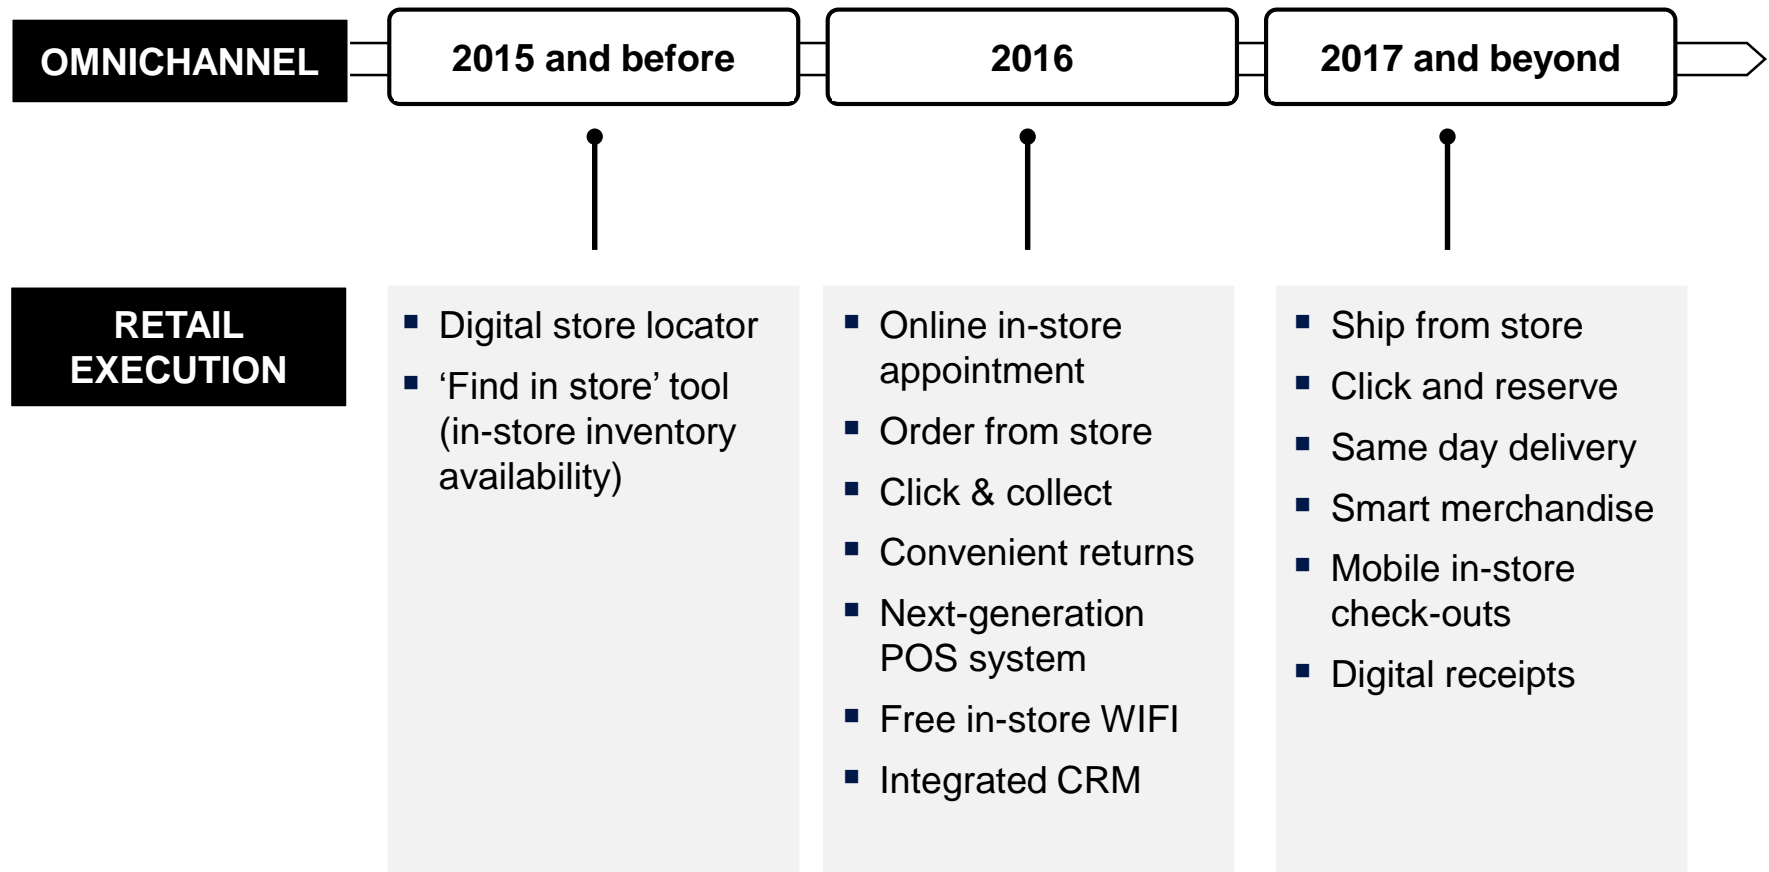 OMNICHANNEL
2015 and before
2016
2017 and beyond
RETAIL
EXECUTION
Digital store locator
‘Find in store’ tool
(in-store inventory
availability)
Online in-store
appointment
Order from store
Click & collect
Convenient returns
Next-generation
POS system
Free in-store WIFI
Integrated CRM
Ship from store
Click and reserve
Same day delivery
Smart merchandise
Mobile in-store
check-outs
Digital receipts